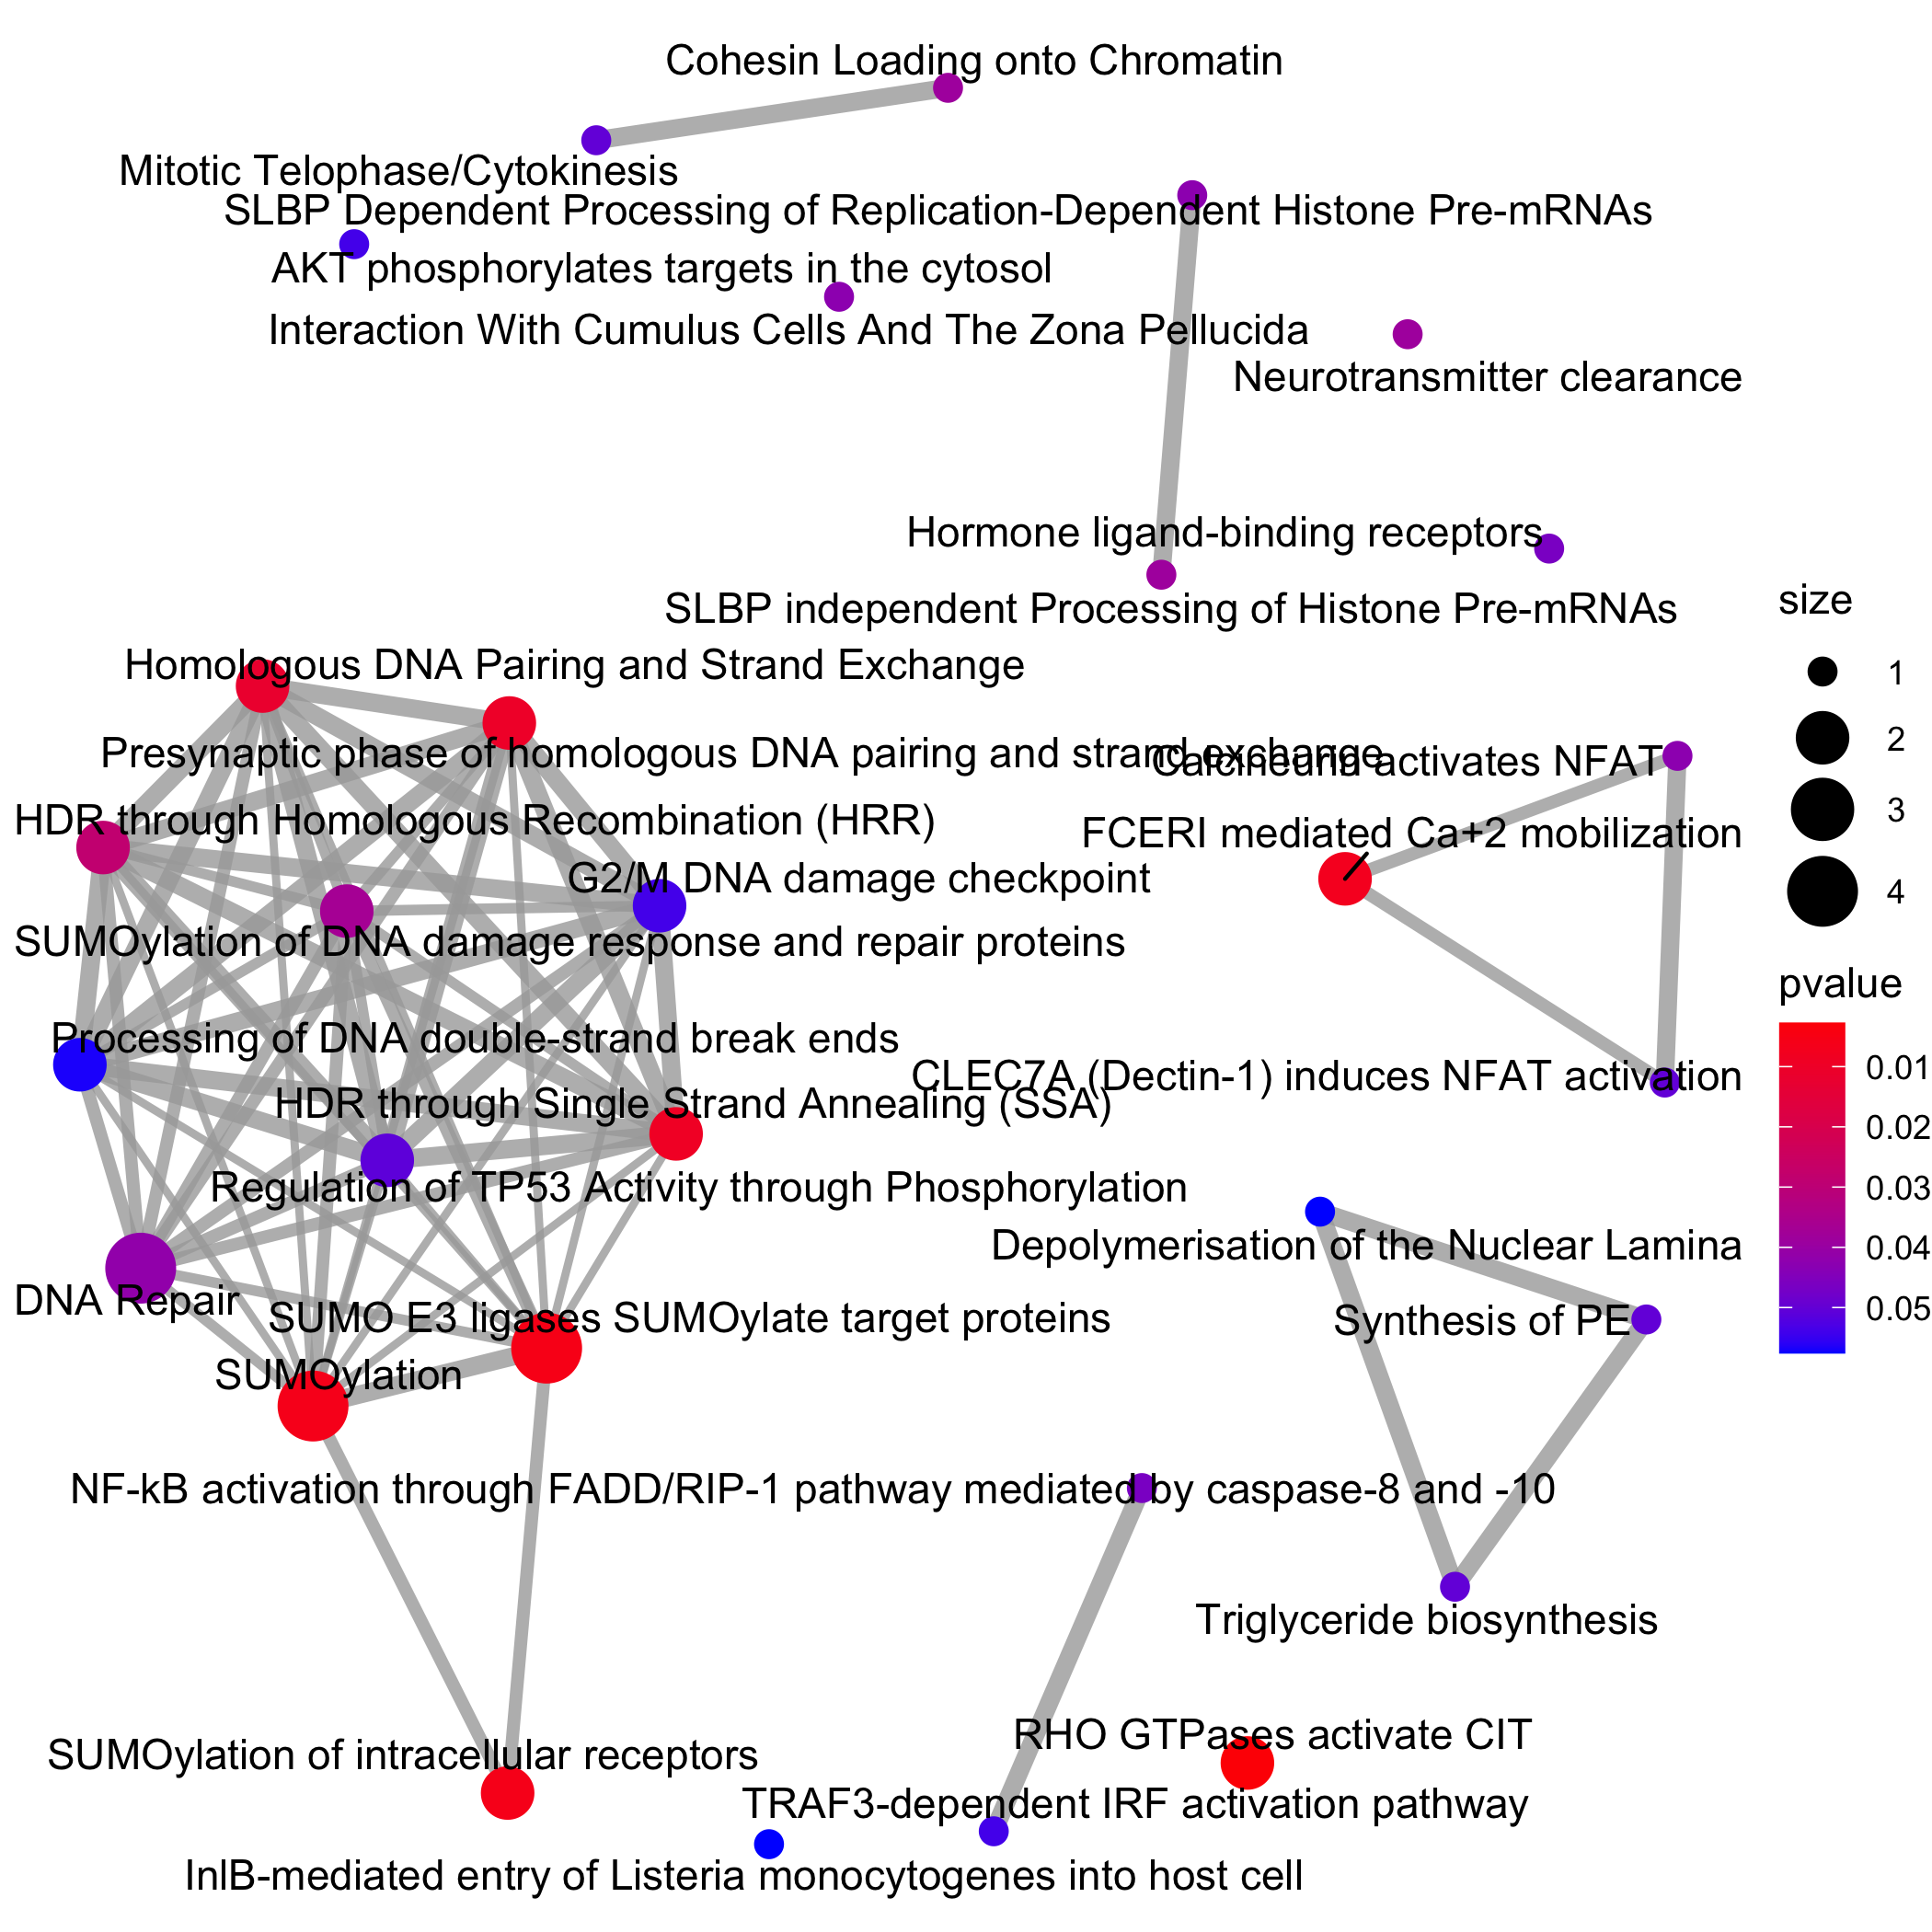 Cohesin Loading onto Chromatin
Mitotic Telophase/Cytokinesis
SLBP Dependent Processing of Replication-Dependent Histone Pre-mRNAs
AKT phosphorylates targets in the cytosol
Interaction With Cumulus Cells And The Zona Pellucida
Neurotransmitter clearance
Hormone ligand-binding receptors
SLBP independent Processing of Histone Pre-mRNAs
Homologous DNA Pairing and Strand Exchange
Presynaptic phase of homologous DNA pairing and strand exchange
Calcineurin activates NFAT
HDR through Homologous Recombination (HRR)
FCERI mediated Ca+2 mobilization
G2/M DNA damage checkpoint
SUMOylation of DNA damage response and repair proteins
Processing of DNA double-strand break ends
CLEC7A (Dectin-1) induces NFAT activation
HDR through Single Strand Annealing (SSA)
Regulation of TP53 Activity through Phosphorylation
Depolymerisation of the Nuclear Lamina
DNA Repair
SUMO E3 ligases SUMOylate target proteins
Synthesis of PE
SUMOylation
NF-kB activation through FADD/RIP-1 pathway mediated by caspase-8 and -10
Triglyceride biosynthesis
RHO GTPases activate CIT
SUMOylation of intracellular receptors
TRAF3-dependent IRF activation pathway
InlB-mediated entry of Listeria monocytogenes into host cell
size
1
2
3
4
pvalue
0.01
0.02
0.03
0.04
0.05